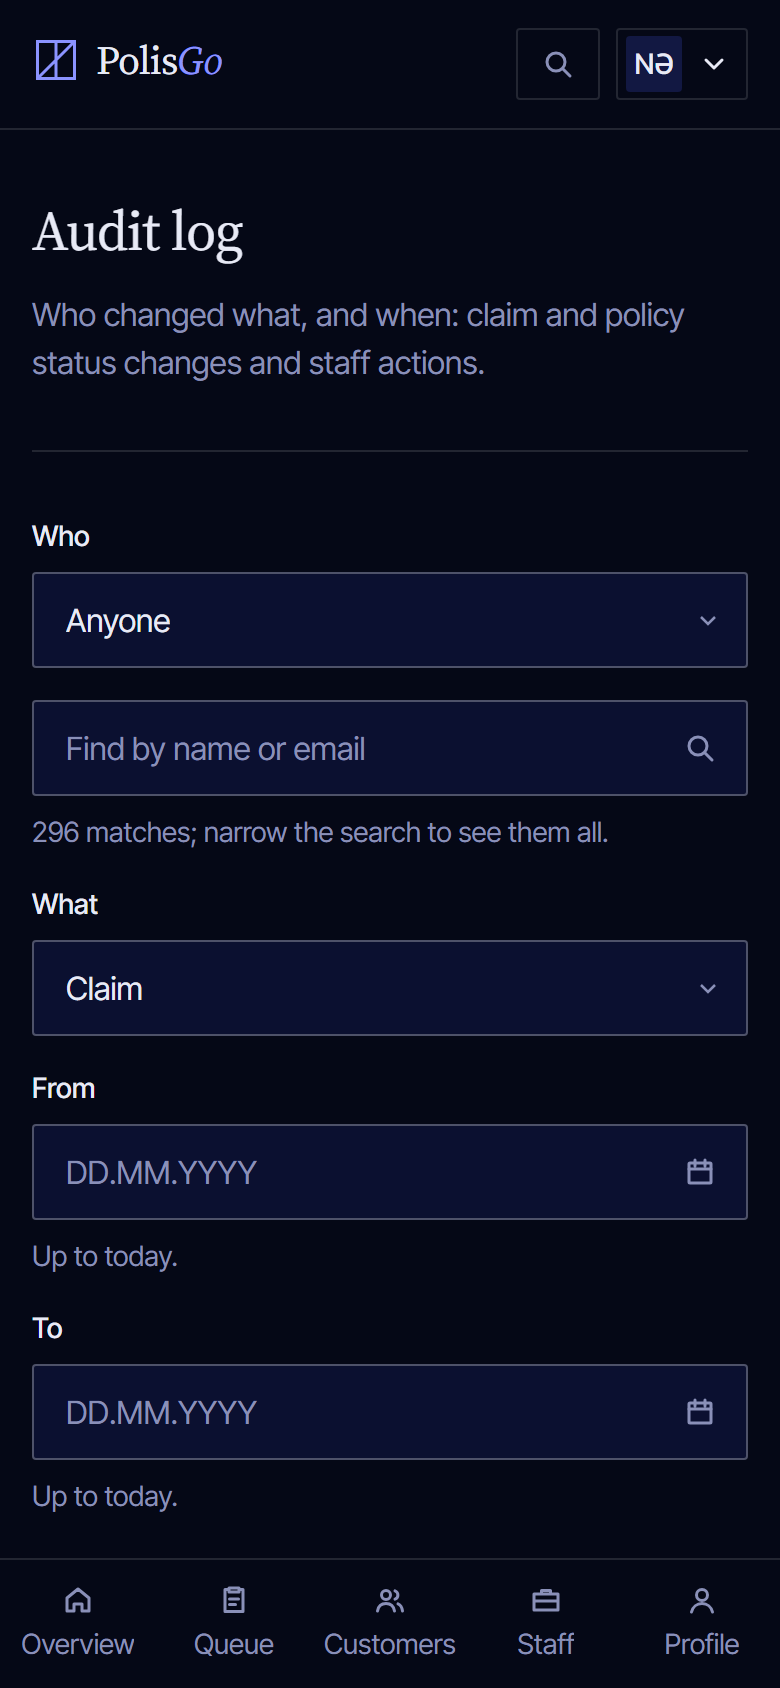 PolisGo
NƏ
Audit log
Who changed what, and when: claim and policy
status changes and staff actions.
Who
Anyone
Find by name or email
296 matches; narrow the search to see them all.
What
Claim
From
DD.MM.YYYY
Up to today.
To
DD.MM.YYYY
Up to today.
Overview
Queue
Customers
Staff
Profile